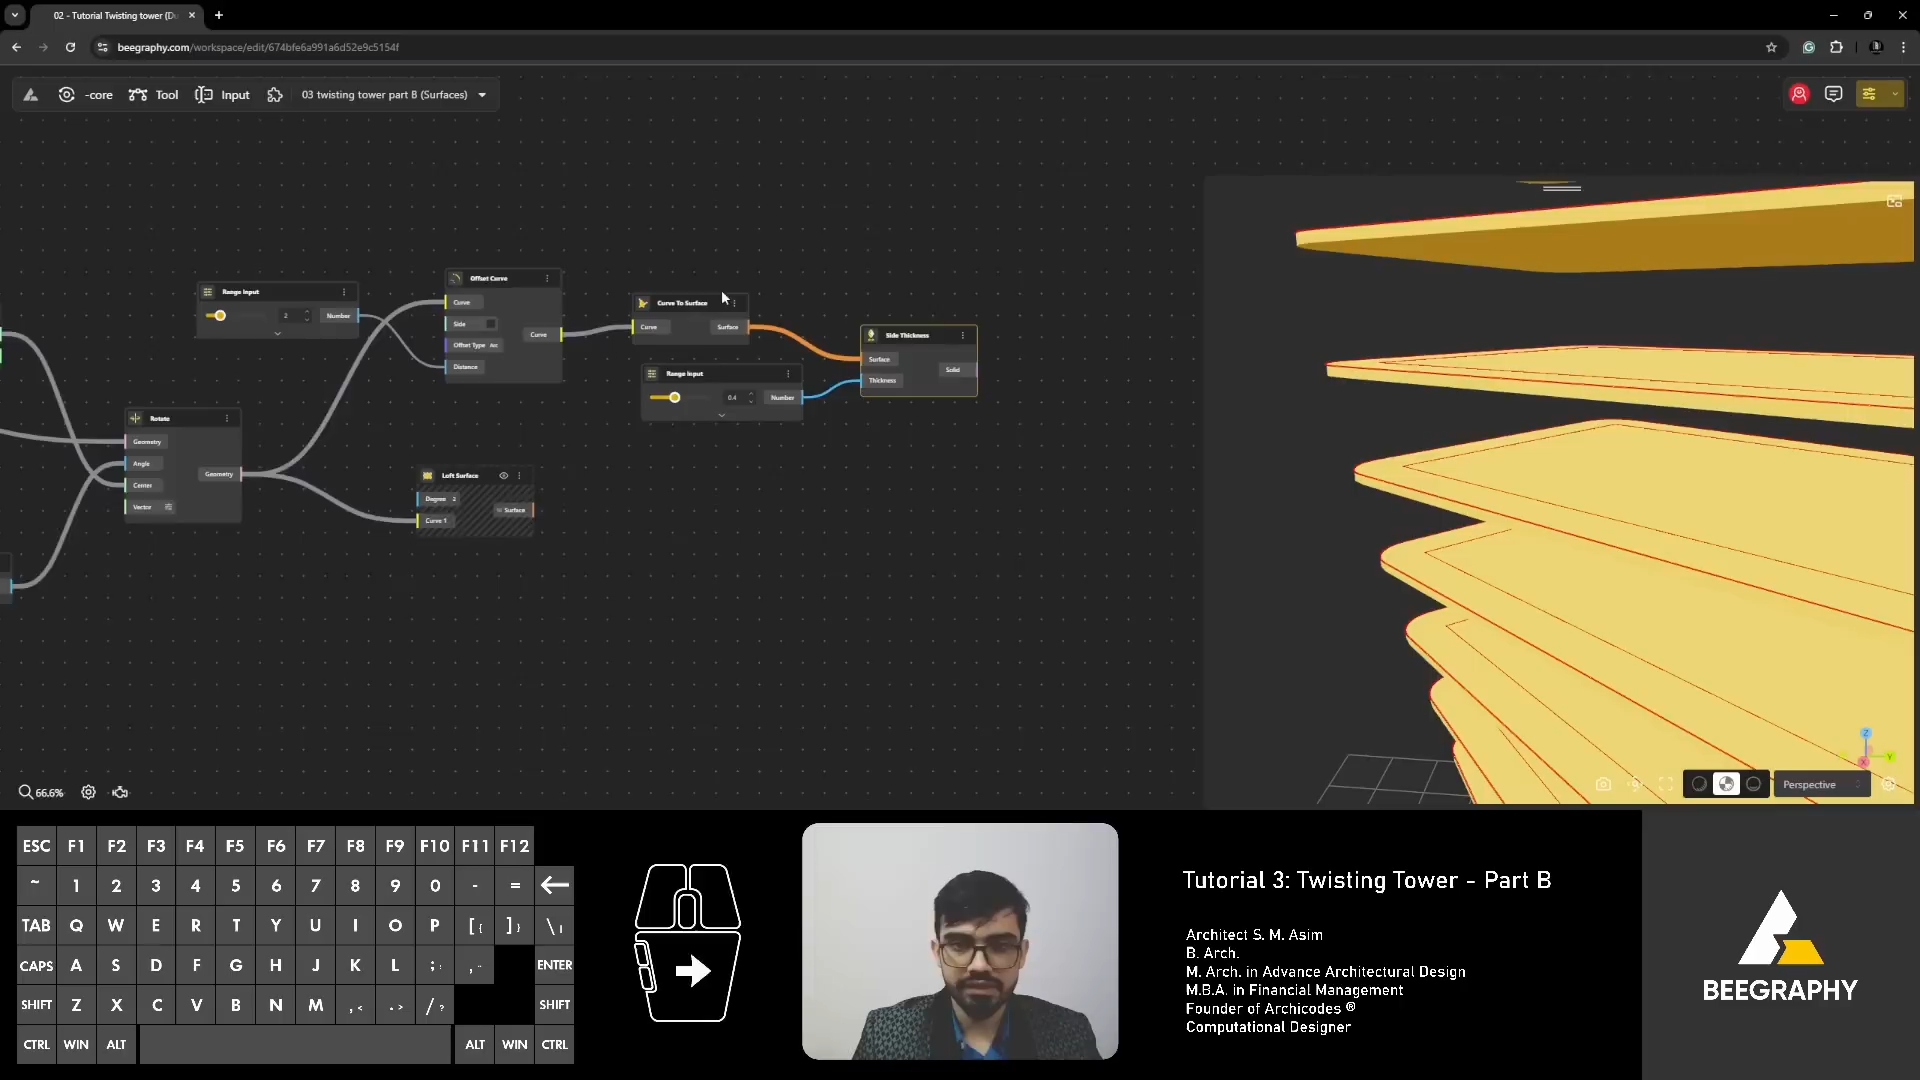 02 - Tutorial Twisting tower (Du
beegraphy.com/workspace/edit/674bfe6a991a6d52e9c5154f
-core
Tool
Input
03 twisting tower part B (Surfaces)
Range Input
2
Number
Offset Curve
Curve
Side
Offset Type Arc
Distance
Curve
Curve To Surface
Curve
Surface
Range Input
0.4
Number
Side Thickness
Surface
Thickness
Solid
Rotate
Geometry
Angle
Center
Vector
Geometry
Loft Surface
Degree 2
Curve 1
Surface
66.6%
Z
Y
X
Perspective
ESC F1 F2 F3 F4 F5 F6 F7 F8 F9 F10 F11 F12
~ 1 2 3 4 5 6 7 8 9 0 - =
TAB Q W E R T Y U I O P [{ ]} \|
CAPS A S D F G H J K L ;: ,- ENTER
SHIFT Z X C V B N M ,< .> /? SHIFT
CTRL WIN ALT ALT WIN CTRL
Tutorial 3: Twisting Tower - Part B
Architect S. M. Asim
B. Arch.
M. Arch. in Advance Architectural Design
M.B.A. in Financial Management
Founder of Archicodes ®
Computational Designer
BEEGRAPHY